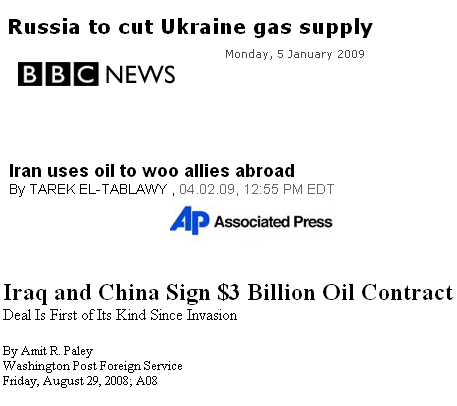 Russia to cut Ukraine gas supply
Monday, 5 January 2009
BBC NEWS
Iran uses oil to woo allies abroad
By TAREK EL-TABLAWY , 04.02.09, 12:55 PM EDT
AP Associated Press
Iraq and China Sign $3 Billion Oil Contract
Deal Is First of Its Kind Since Invasion
By Amit R. Paley
Washington Post Foreign Service
Friday, August 29, 2008; A08